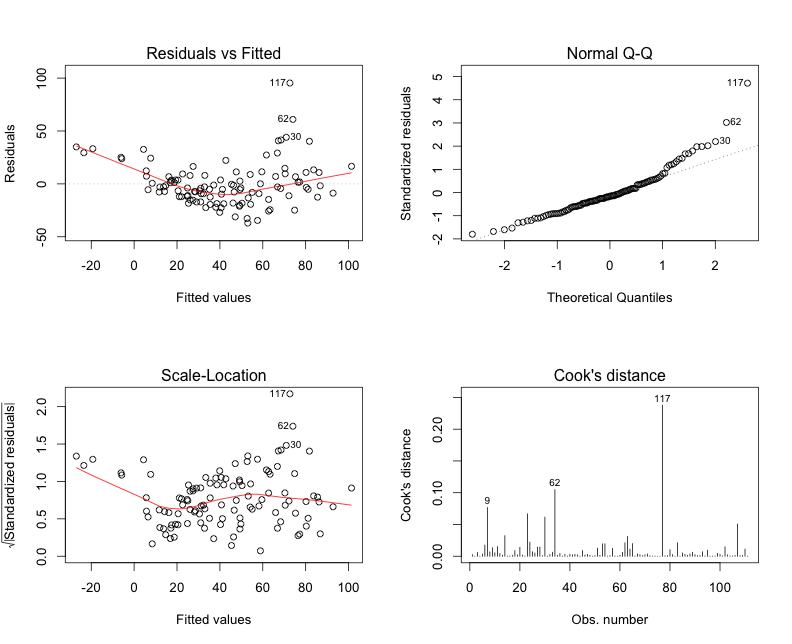 Residuals vs Fitted
Residuals
100
50
0
-50
117
62
30
-20 0 20 40 60 80 100
Fitted values
Normal Q-Q
Standardized residuals
5
4
3
2
1
0
-1
-2
117
62
30
-2 -1 0 1 2
Theoretical Quantiles
Scale-Location
√|Standardized residuals|
2.0
1.5
1.0
0.5
0.0
117
62
30
-20 0 20 40 60 80 100
Fitted values
Cook's distance
Cook's distance
0.20
0.10
0.00
117
62
9
0 20 40 60 80 100
Obs. number